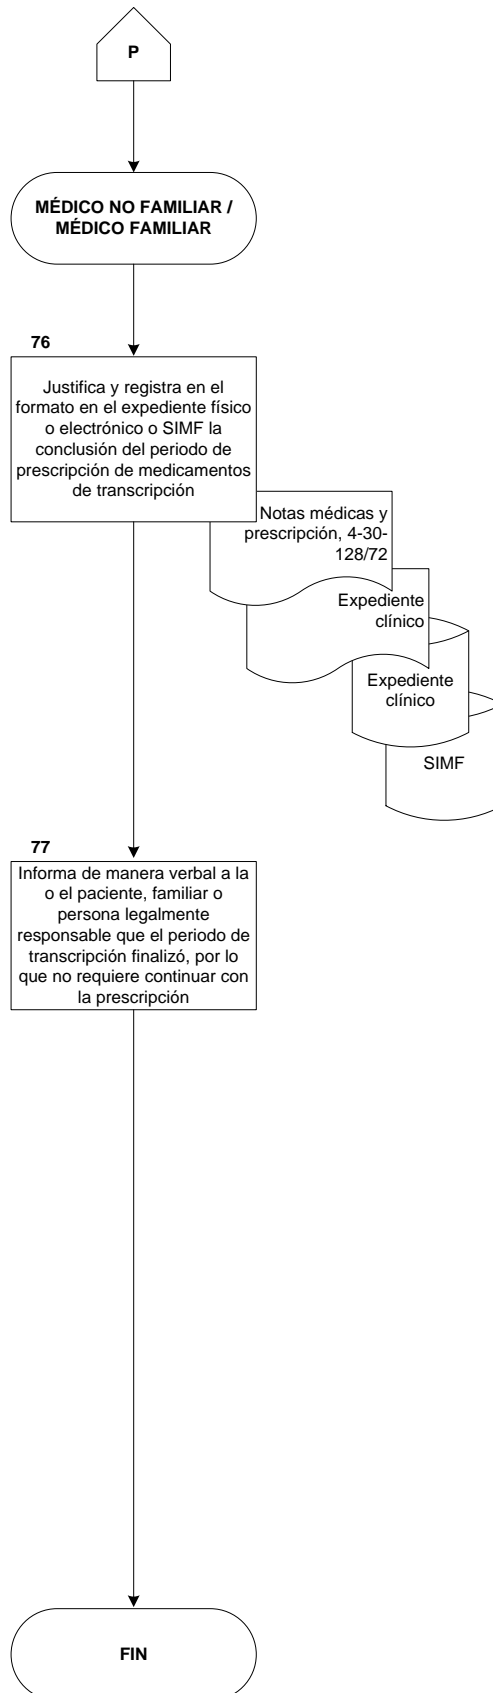 P
MÉDICO NO FAMILIAR /
MÉDICO FAMILIAR
76
Justifica y registra en el
formato en el expediente físico
o electrónico o SIMF la
conclusión del periodo de
prescripción de medicamentos
de transcripción
Notas médicas y
prescripción, 4-30-
128/72
Expediente
clínico
Expediente
clínico
SIMF
77
Informa de manera verbal a la
o el paciente, familiar o
persona legalmente
responsable que el periodo de
transcripción finalizó, por lo
que no requiere continuar con
la prescripción
FIN